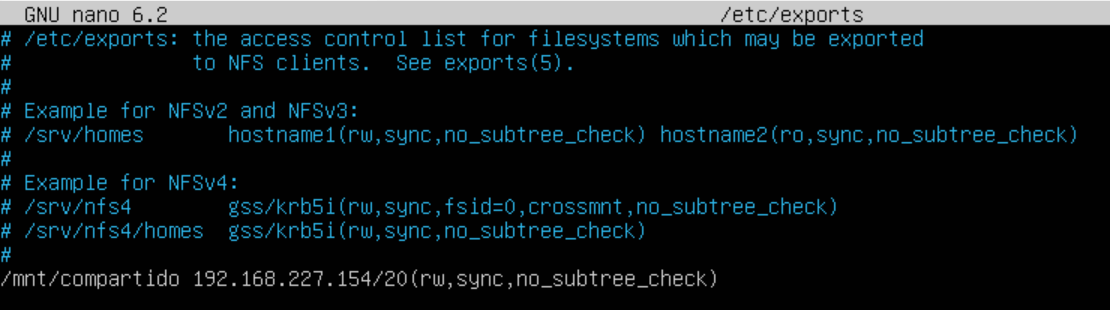 GNU nano 6.2 /etc/exports
# /etc/exports: the access control list for filesystems which may be exported
#               to NFS clients.  See exports(5).
#
# Example for NFSv2 and NFSv3:
# /srv/homes       hostname1(rw,sync,no_subtree_check) hostname2(ro,sync,no_subtree_check)
#
# Example for NFSv4:
# /srv/nfs4        gss/krb5i(rw,sync,fsid=0,crossmnt,no_subtree_check)
# /srv/nfs4/homes  gss/krb5i(rw,sync,no_subtree_check)
#
/mnt/compartido 192.168.227.154/20(rw,sync,no_subtree_check)